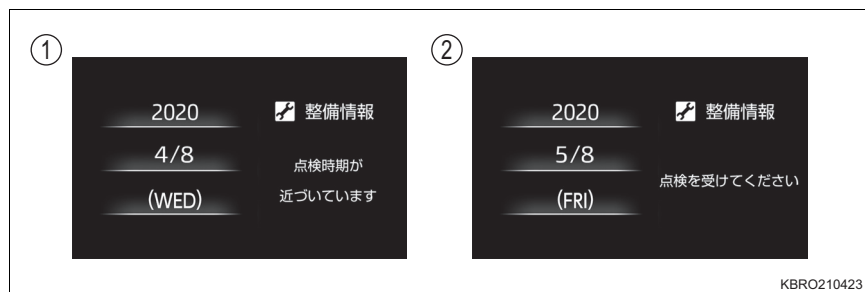 ①
2020
4/8
(WED)
整備情報
点検時期が
近づいています
②
2020
5/8
(FRI)
整備情報
点検を受けてください
KBRO210423